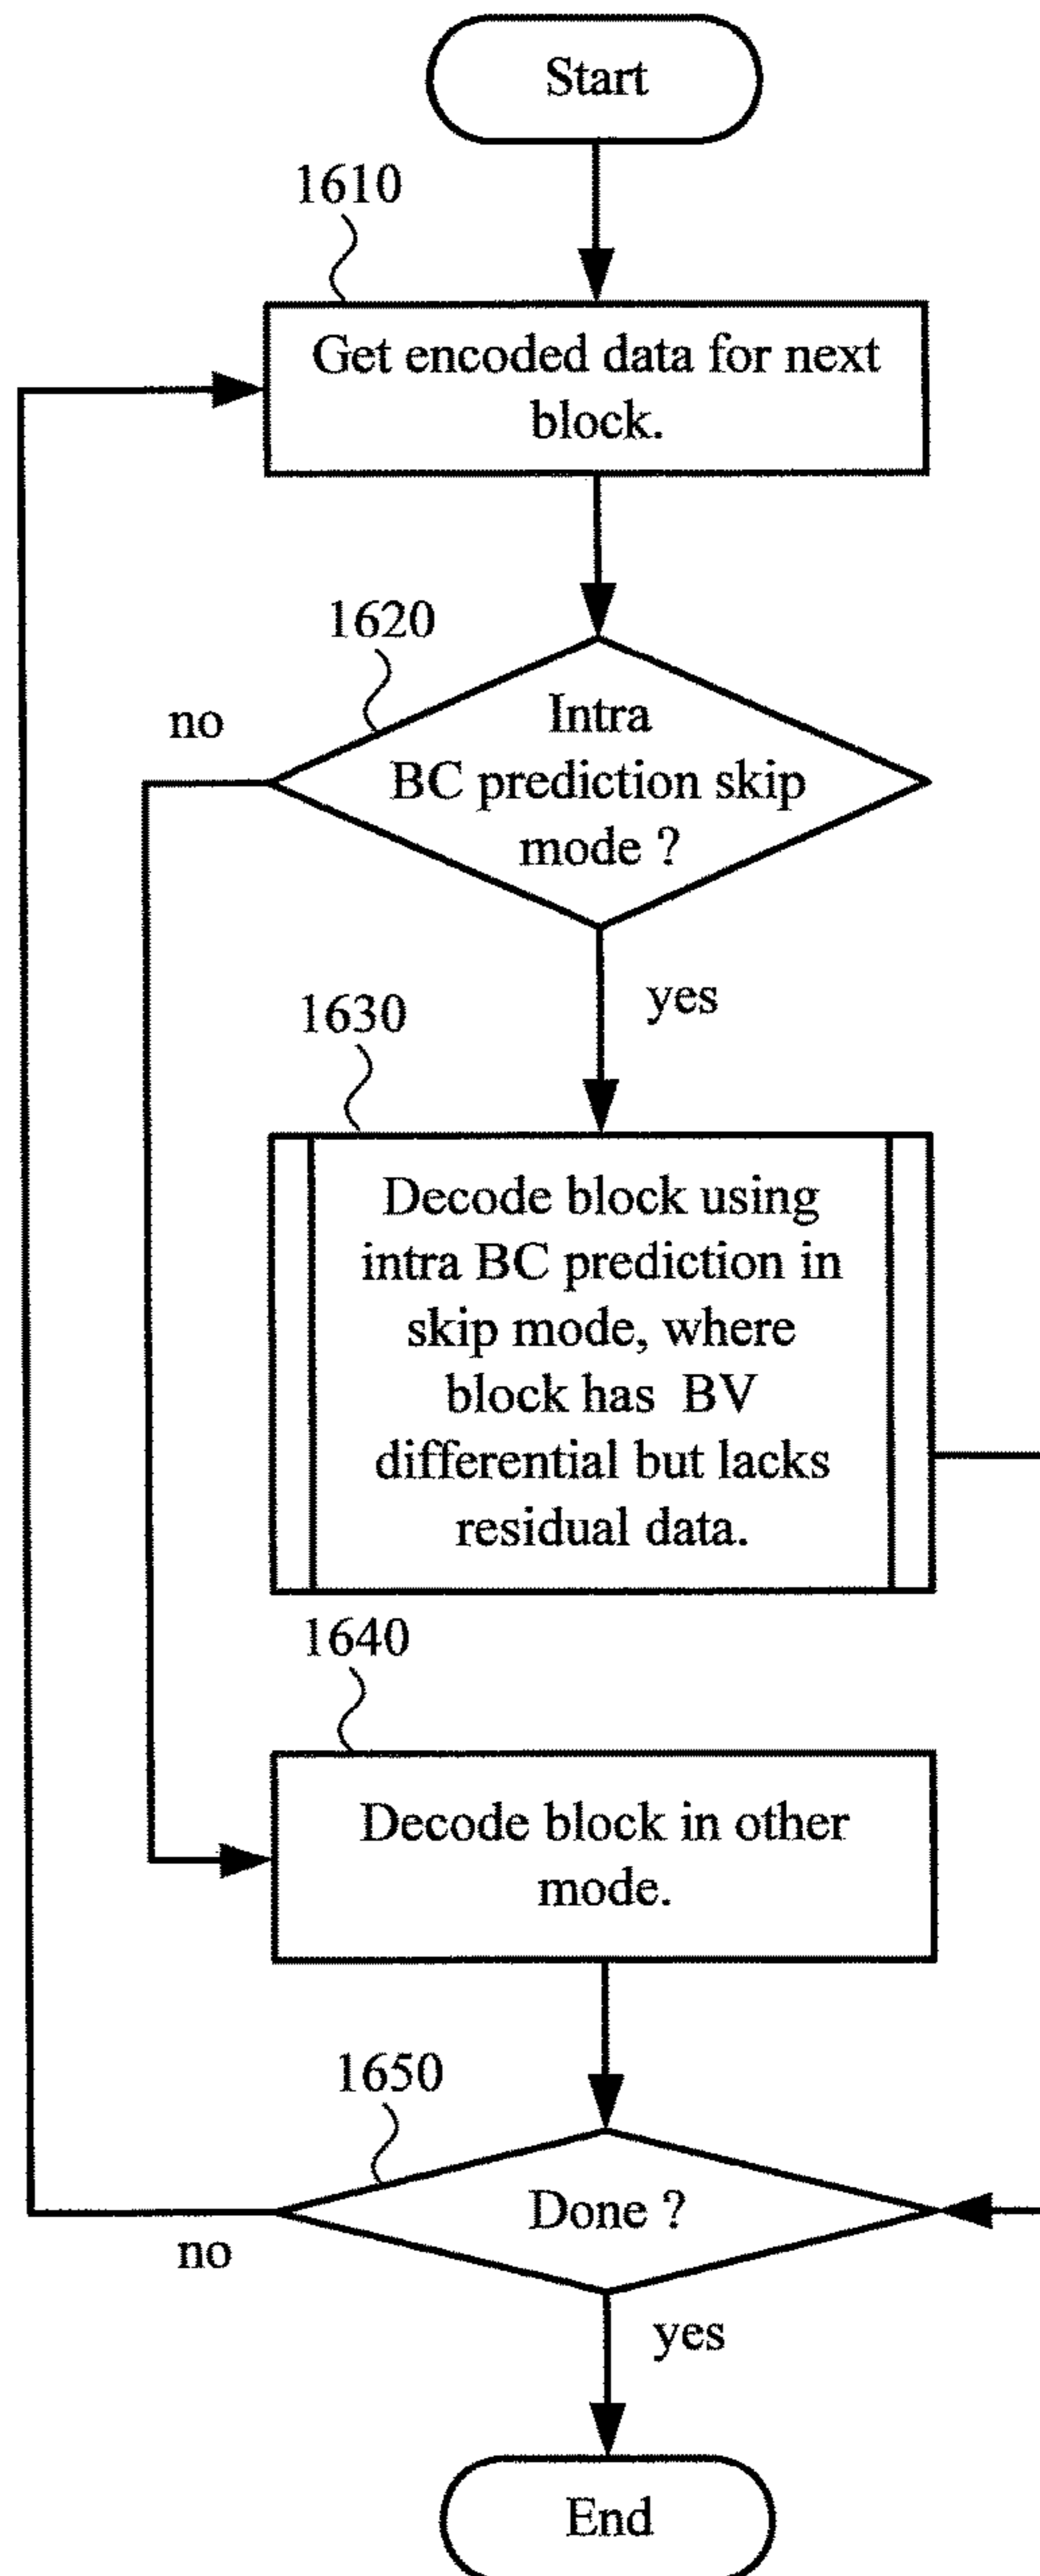 Start
1610
Get encoded data for next
block.
1620
no
Intra
BC prediction skip
mode ?
yes
1630
Decode block using
intra BC prediction in
skip mode, where
block has BV
differential but lacks
residual data.
1640
Decode block in other
mode.
1650
Done ?
no
yes
End